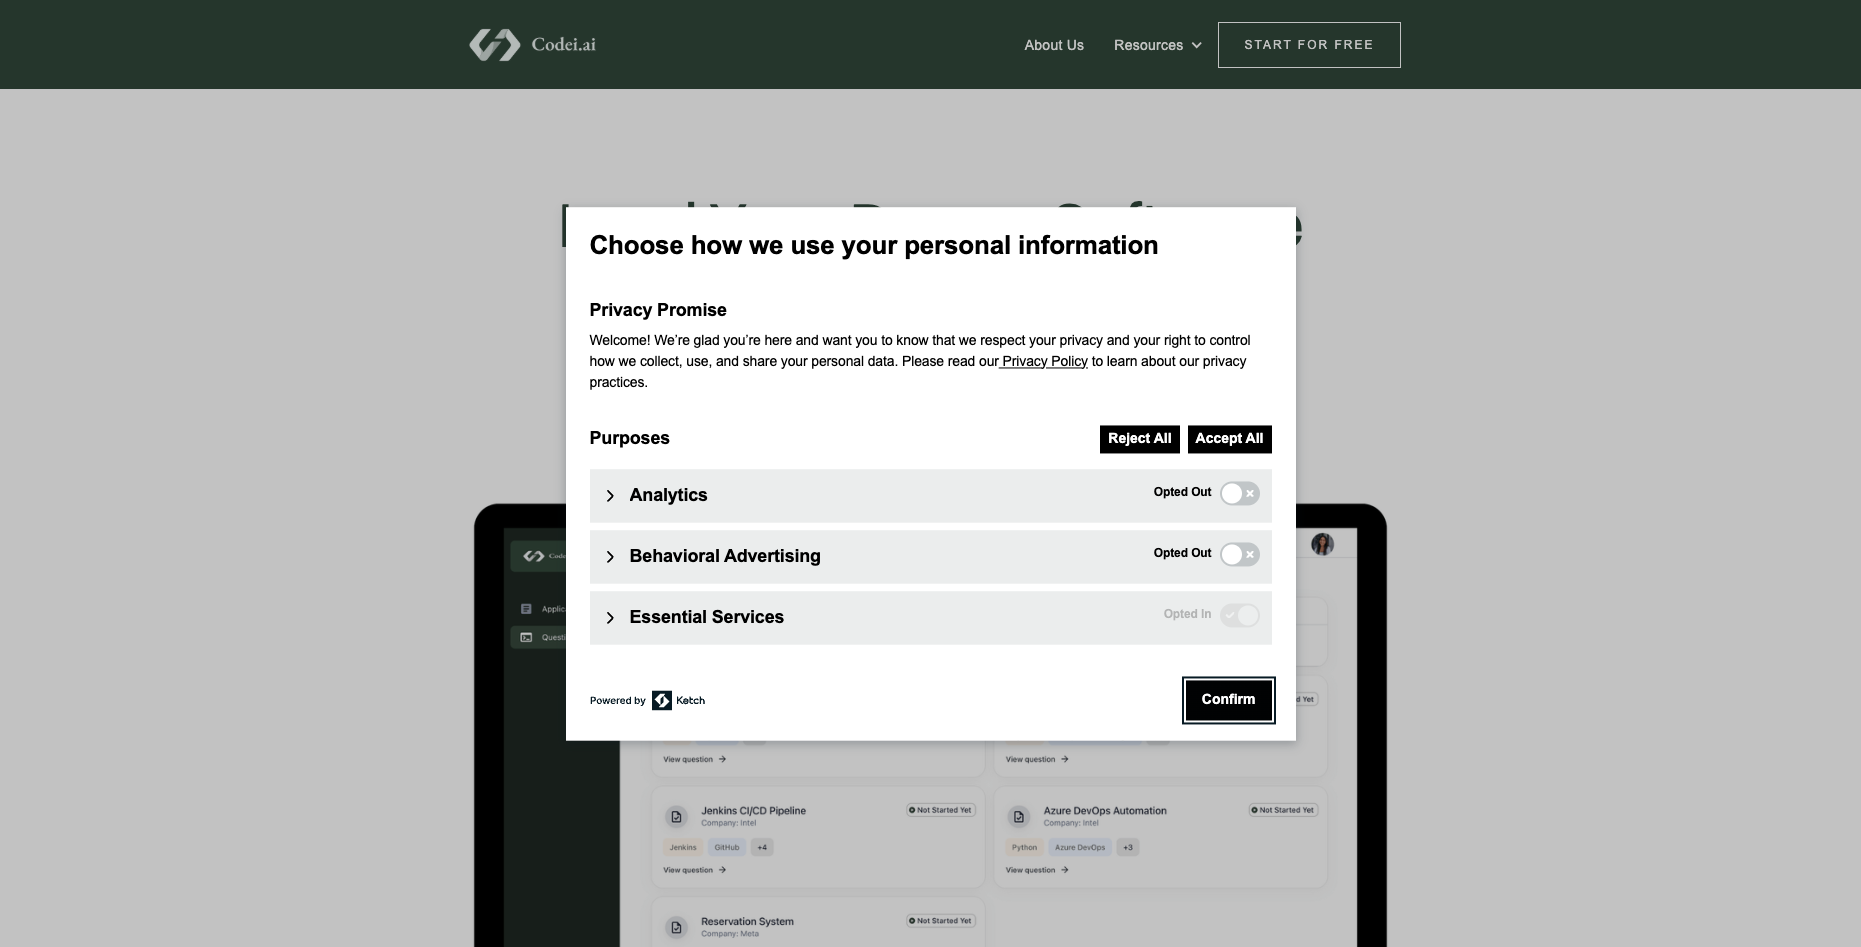 Codei.ai
About Us
Resources
START FOR FREE
Choose how we use your personal information
Privacy Promise
Welcome! We’re glad you’re here and want you to know that we respect your privacy and your right to control
how we collect, use, and share your personal data. Please read our Privacy Policy to learn about our privacy
practices.
Purposes
Reject All
Accept All
Analytics
Opted Out
Behavioral Advertising
Opted Out
Essential Services
Opted In
Powered by Ketch
Confirm
View question
View question
Jenkins CI/CD Pipeline
Not Started Yet
Company: Intel
Jenkins
GitHub
+4
View question
Azure DevOps Automation
Not Started Yet
Company: Intel
Python
Azure DevOps
+3
View question
Reservation System
Not Started Yet
Company: Meta